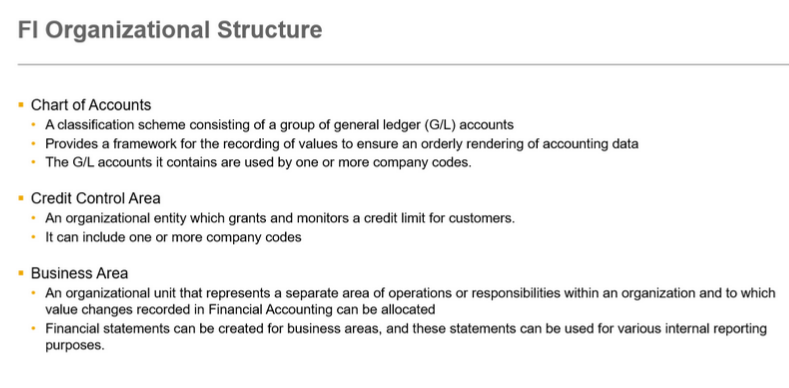 FI Organizational Structure
Chart of Accounts
A classification scheme consisting of a group of general ledger (G/L) accounts
Provides a framework for the recording of values to ensure an orderly rendering of accounting data
The G/L accounts it contains are used by one or more company codes.
Credit Control Area
An organizational entity which grants and monitors a credit limit for customers.
It can include one or more company codes
Business Area
An organizational unit that represents a separate area of operations or responsibilities within an organization and to which
value changes recorded in Financial Accounting can be allocated
Financial statements can be created for business areas, and these statements can be used for various internal reporting
purposes.